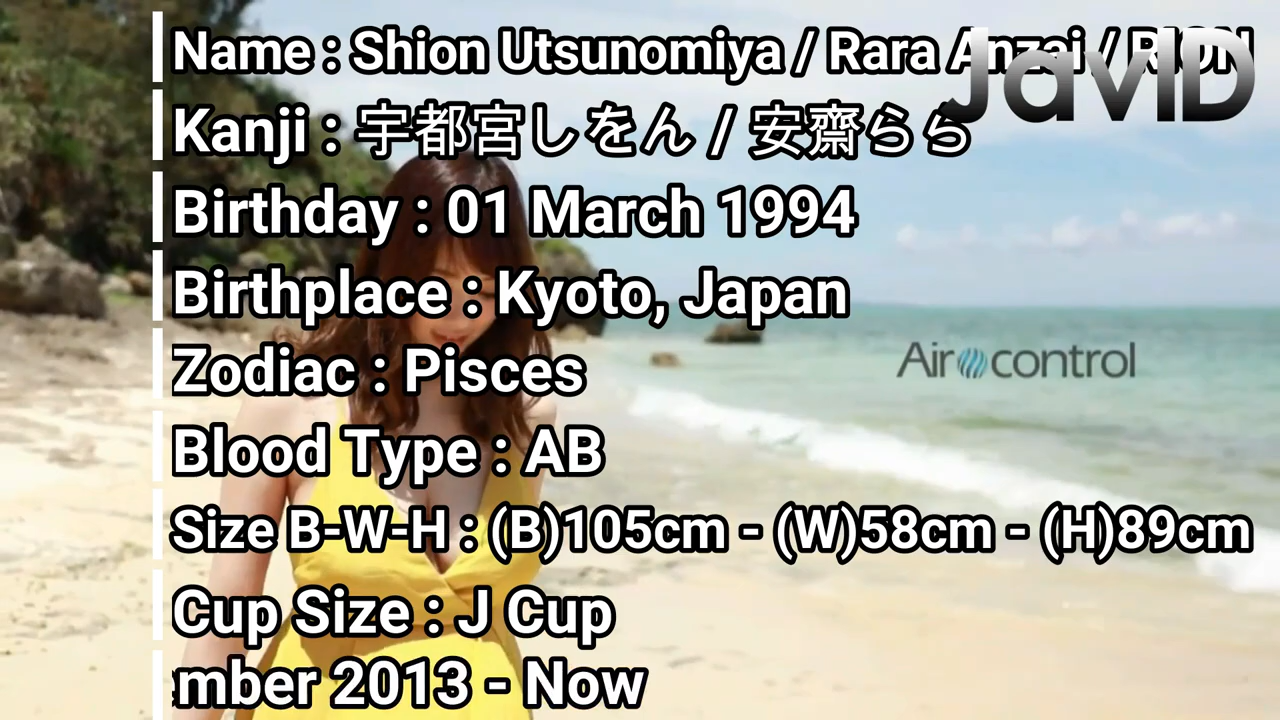 Name : Shion Utsunomiya / Rara Anzai / RION
JavID
Kanji : 宇都宮しをん / 安齋らら
Birthday : 01 March 1994
Birthplace : Kyoto, Japan
Zodiac : Pisces
Air control
Blood Type : AB
Size B-W-H : (B)105cm - (W)58cm - (H)89cm
Cup Size : J Cup
mber 2013 - Now